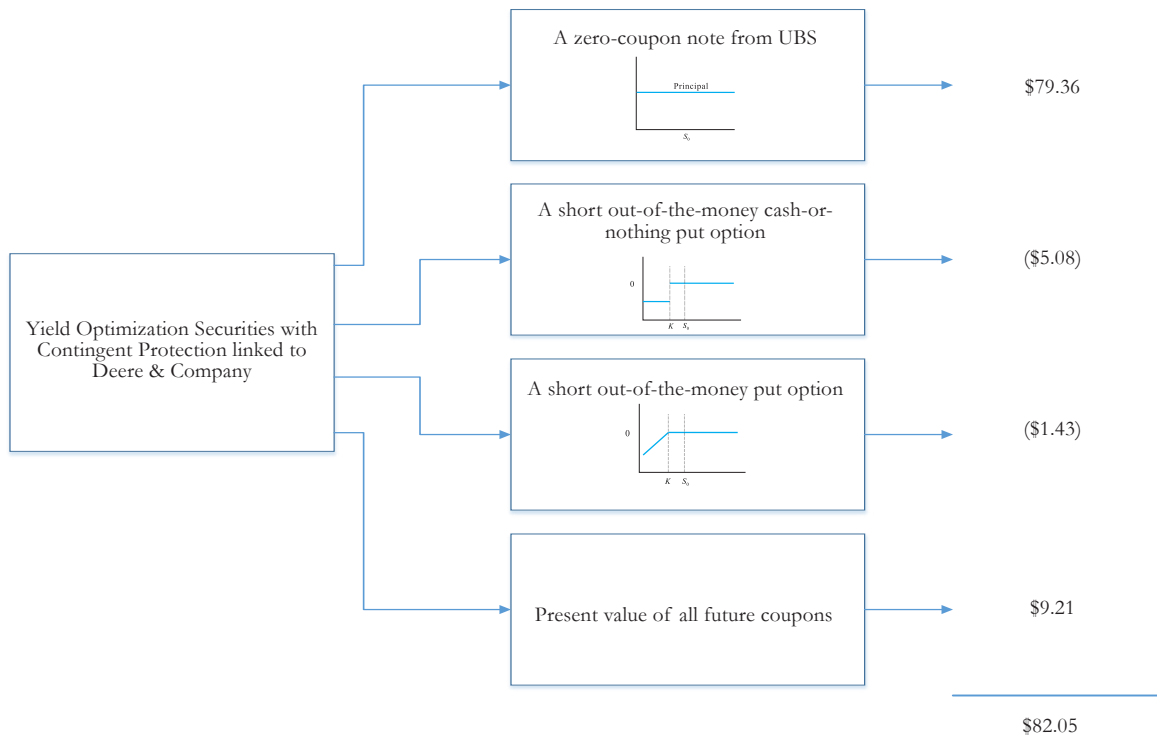 A zero-coupon note from UBS
Principal
S0
$79.36
A short out-of-the-money cash-or-
nothing put option
0
K
S0
($5.08)
Yield Optimization Securities with
Contingent Protection linked to
Deere & Company
A short out-of-the-money put option
0
K
S0
($1.43)
Present value of all future coupons
$9.21
$82.05